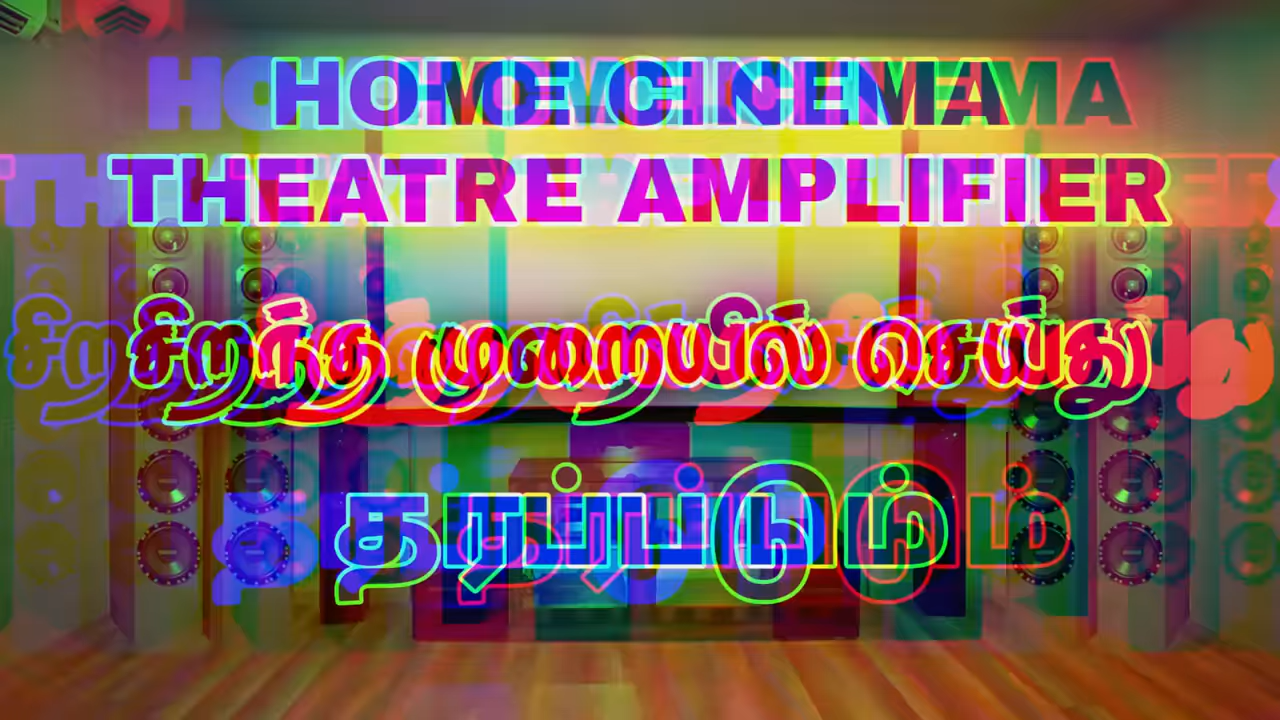 HOME CINEMA
THEATRE AMPLIFIER
சிறந்த முறையில் செய்து
தரப்படும்